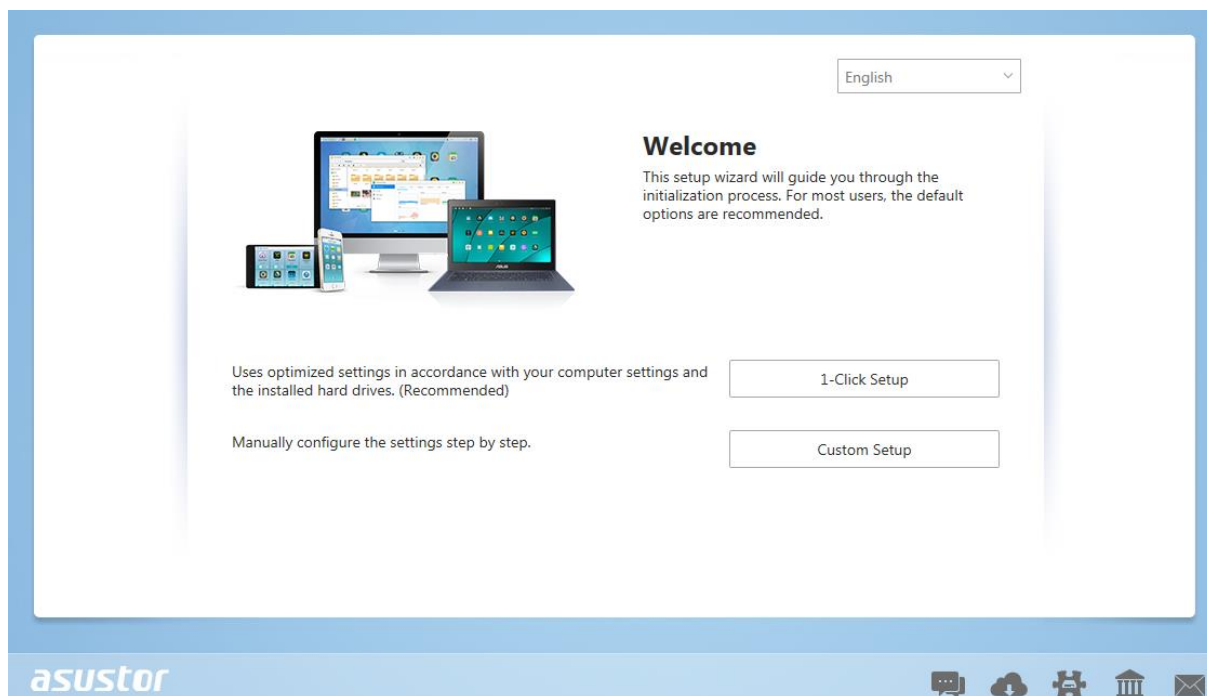 English
Welcome
This setup wizard will guide you through the
initialization process. For most users, the default
options are recommended.
Uses optimized settings in accordance with your computer settings and
the installed hard drives. (Recommended)
1-Click Setup
Manually configure the settings step by step.
Custom Setup
asustor